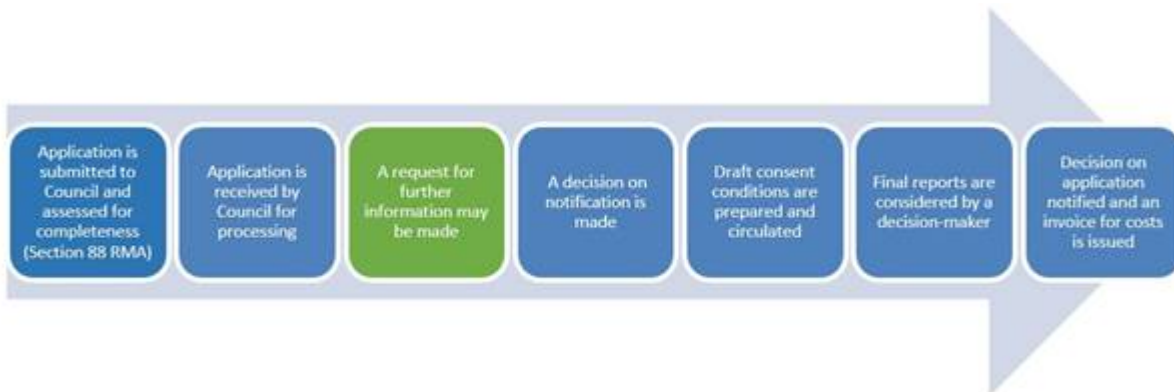 Application is
submitted to
Council and
assessed for
completeness
(Section 88 RMA)
Application is
received by
Council for
processing
A request for
further
information may
be made
A decision on
notification is
made
Draft consent
conditions are
prepared and
circulated
Final reports are
considered by a
decision-maker
Decision on
application
notified and an
invoice for costs
is issued